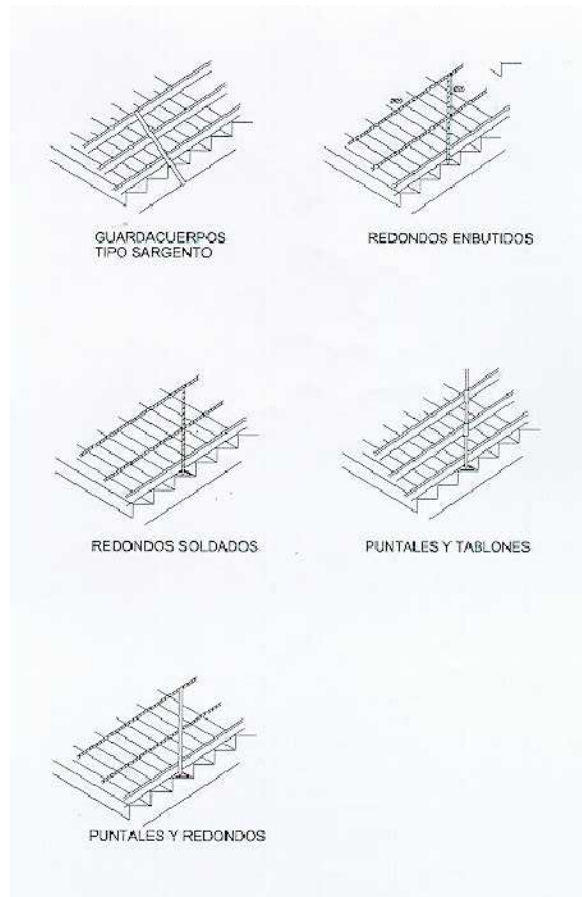 GUARDACUERPOS
TIPO SARGENTO
REDONDOS ENBUTIDOS
REDONDOS SOLDADOS
PUNTALES Y TABLONES
PUNTALES Y REDONDOS